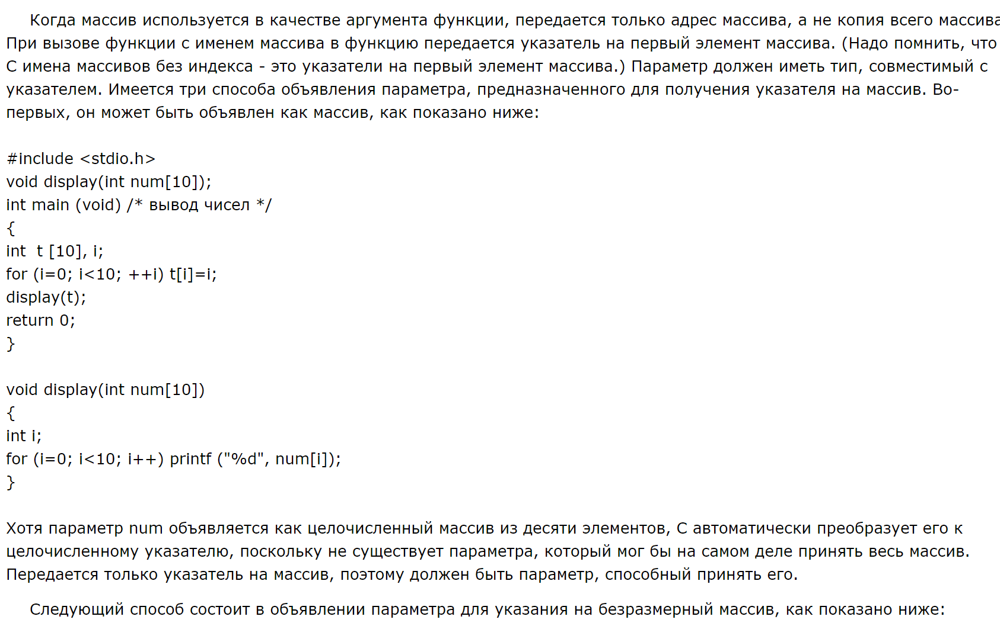 Когда массив используется в качестве аргумента функции, передается только адрес массива, а не копия всего массива
При вызове функции с именем массива в функцию передается указатель на первый элемент массива. (Надо помнить, что
С имена массивов без индекса - это указатели на первый элемент массива.) Параметр должен иметь тип, совместимый с
указателем. Имеется три способа объявления параметра, предназначенного для получения указателя на массив. Во-
первых, он может быть объявлен как массив, как показано ниже:
#include <stdio.h>
void display(int num[10]);
int main (void) /* вывод чисел */
{
int  t [10], i;
for (i=0; i<10; ++i) t[i]=i;
display(t);
return 0;
}
void display(int num[10])
{
int i;
for (i=0; i<10; i++) printf ("%d", num[i]);
}
Хотя параметр num объявляется как целочисленный массив из десяти элементов, С автоматически преобразует его к
целочисленному указателю, поскольку не существует параметра, который мог бы на самом деле принять весь массив.
Передается только указатель на массив, поэтому должен быть параметр, способный принять его.
Следующий способ состоит в объявлении параметра для указания на безразмерный массив, как показано ниже: